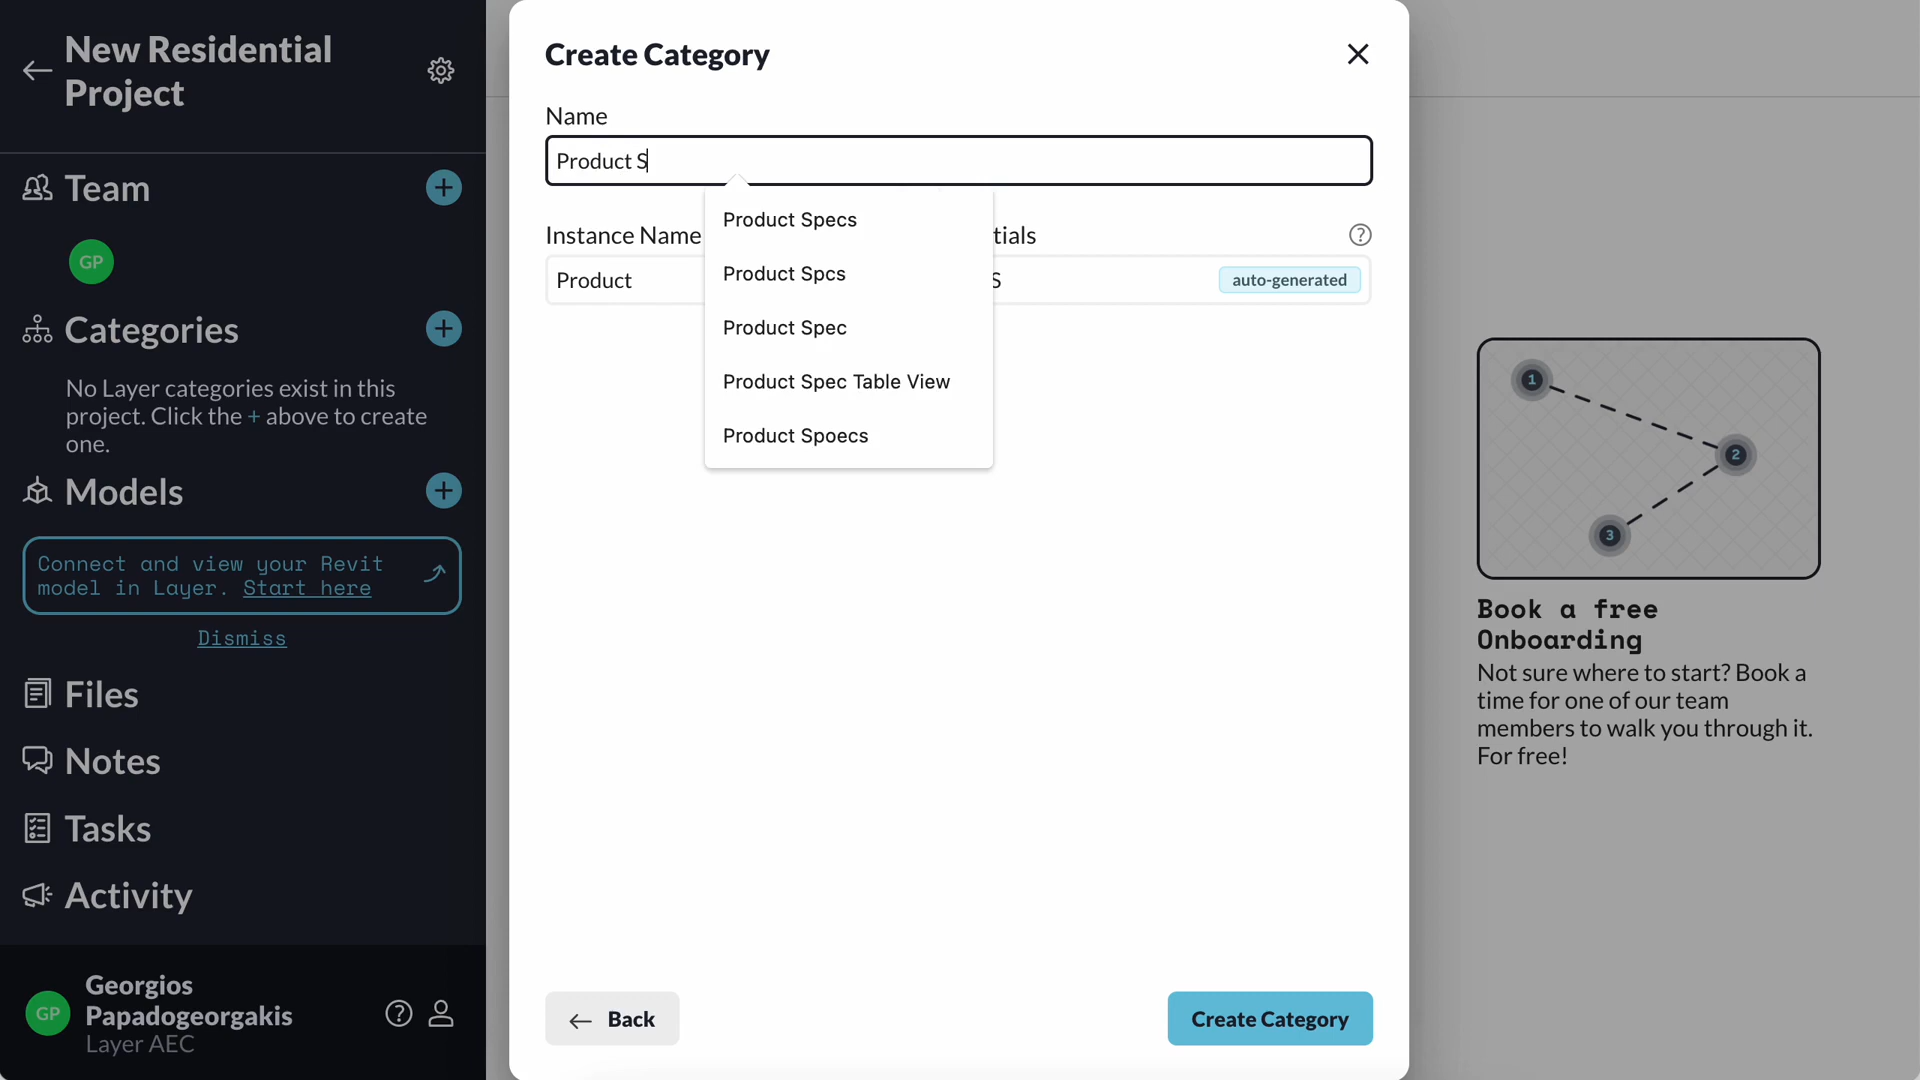 New Residential
Project
Team
GP
Categories
No Layer categories exist in this
project. Click the + above to create
one.
Models
Connect and view your Revit
model in Layer. Start here
Dismiss
Files
Notes
Tasks
Activity
GP
Georgios
Papadogeorgakis
Layer AEC
Create Category
Name
Product S
Product Specs
Product Spcs
Product Spec
Product Spec Table View
Product Spoecs
Instance Name
tials
Product
S
auto-generated
Back
Create Category
1
2
3
Book a free
Onboarding
Not sure where to start? Book a
time for one of our team
members to walk you through it.
For free!